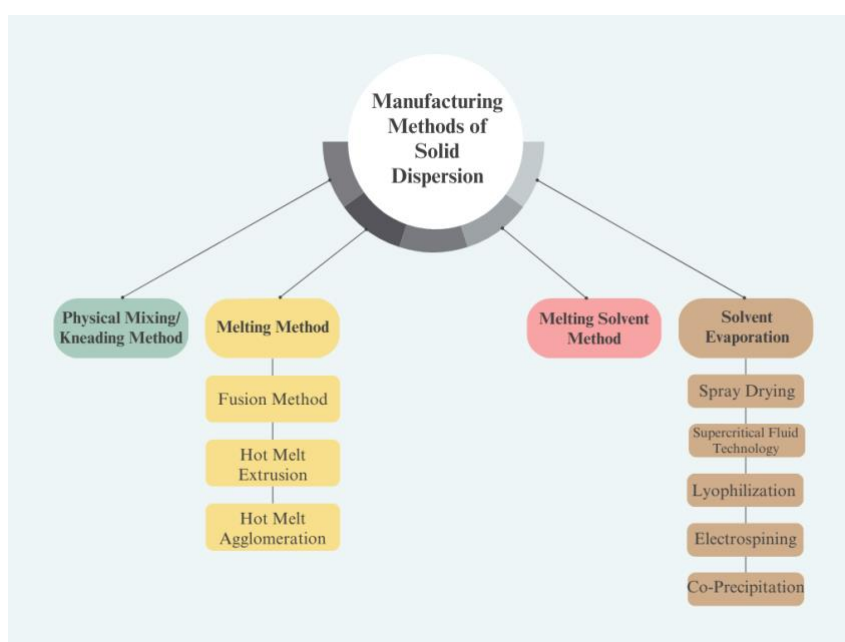 Manufacturing
Methods of
Solid
Dispersion
Physical Mixing/
Kneading Method
Melting Method
Fusion Method
Hot Melt
Extrusion
Hot Melt
Agglomeration
Melting Solvent
Method
Solvent
Evaporation
Spray Drying
Supercritical Fluid
Technology
Lyophilization
Electrospining
Co-Precipitation